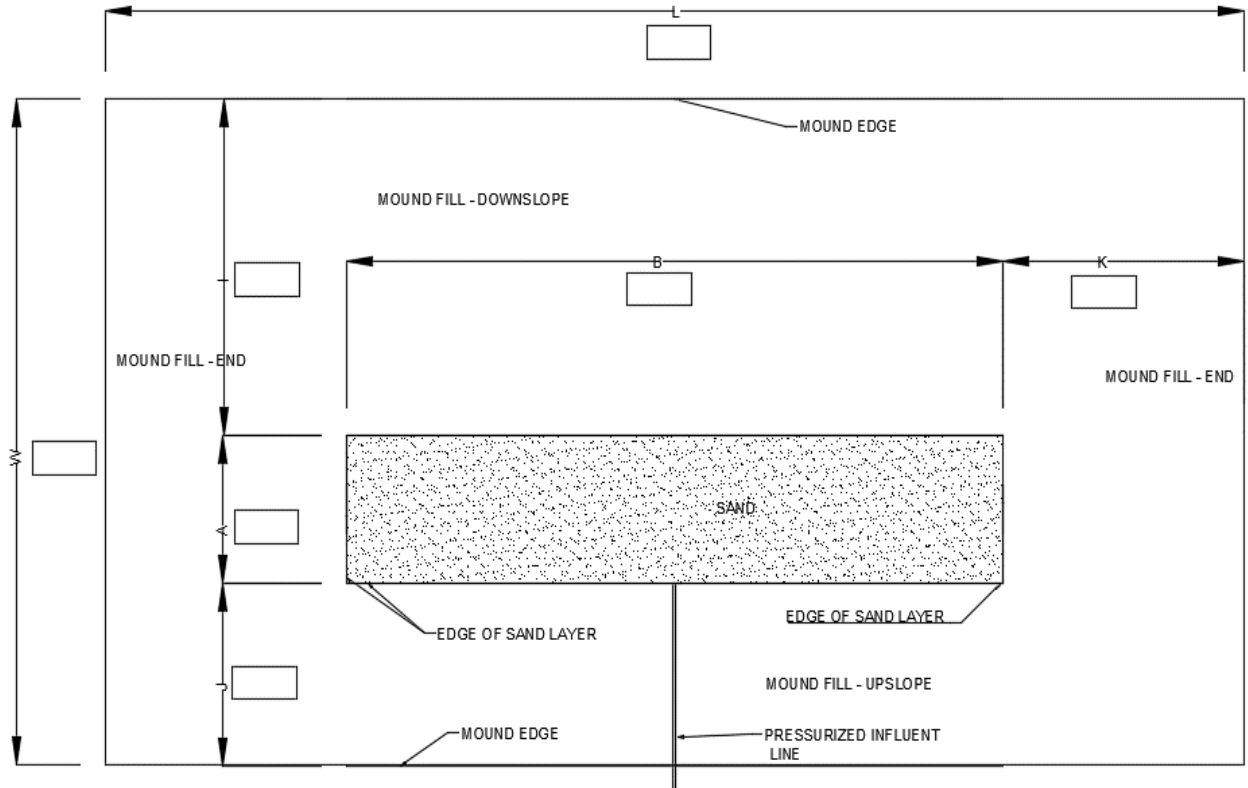 L
MOUND EDGE
MOUND FILL - DOWNSLOPE
B
K
I
MOUND FILL - END
MOUND FILL - END
W
SAND
A
EDGE OF SAND LAYER
EDGE OF SAND LAYER
J
MOUND FILL - UPSLOPE
MOUND EDGE
PRESSURIZED INFLUENT
LINE